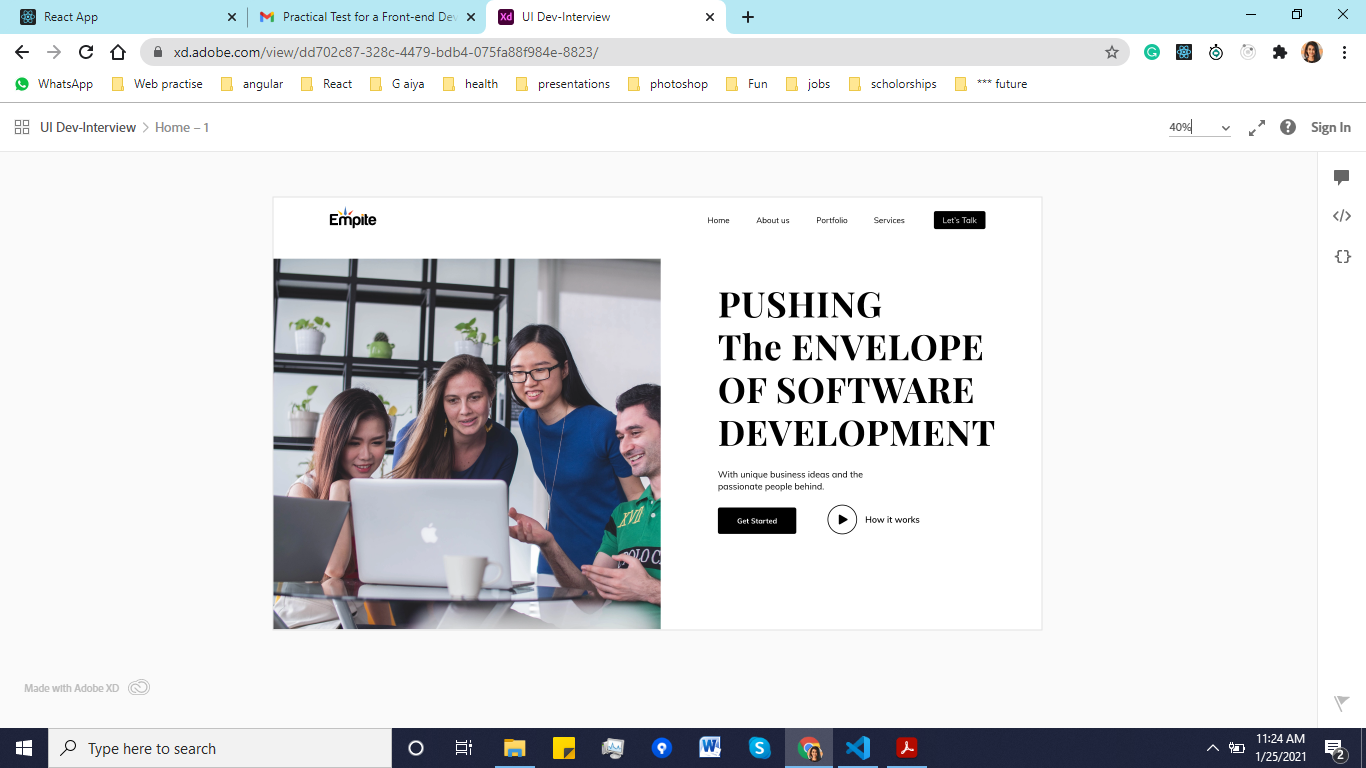 React App
Practical Test for a Front-end Dev
UI Dev-Interview
xd.adobe.com/view/dd702c87-328c-4479-bdb4-075fa88f984e-8823/
WhatsApp
Web practise
angular
React
G aiya
health
presentations
photoshop
Fun
jobs
scholorships
*** future
UI Dev-Interview
Home – 1
40%
Sign In
Empite
Home
About us
Portfolio
Services
Let's Talk
PUSHING
The ENVELOPE
OF SOFTWARE
DEVELOPMENT
With unique business ideas and the
passionate people behind.
Get Started
How it works
XVII
POLO C
Made with Adobe XD
Type here to search
11:24 AM
1/25/2021
2